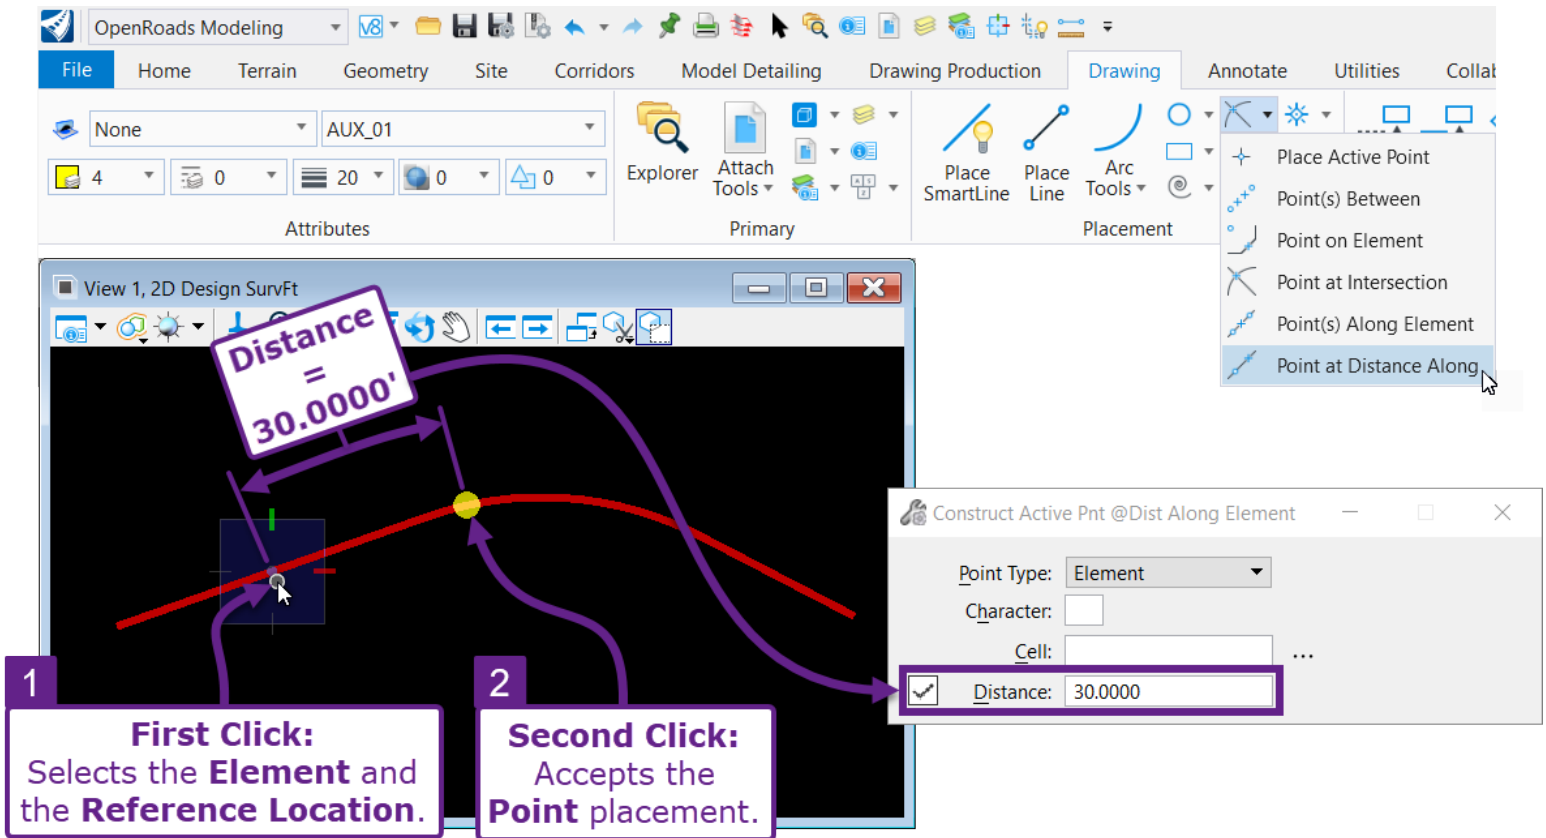 OpenRoads Modeling
V8
File Home Terrain Geometry Site Corridors Model Detailing Drawing Production Drawing Annotate Utilities Collab
None
AUX_01
4 0 20 0 0
Attributes
Explorer
Attach
Tools
Primary
Place
SmartLine
Place
Line
Arc
Tools
Placement
Place Active Point
Point(s) Between
Point on Element
Point at Intersection
Point(s) Along Element
Point at Distance Along
View 1, 2D Design SurvFt
Distance
=
30.0000'
Construct Active Pnt @Dist Along Element
Point Type: Element
Character:
Cell: ...
Distance: 30.0000
1
First Click:
Selects the Element and
the Reference Location.
2
Second Click:
Accepts the
Point placement.